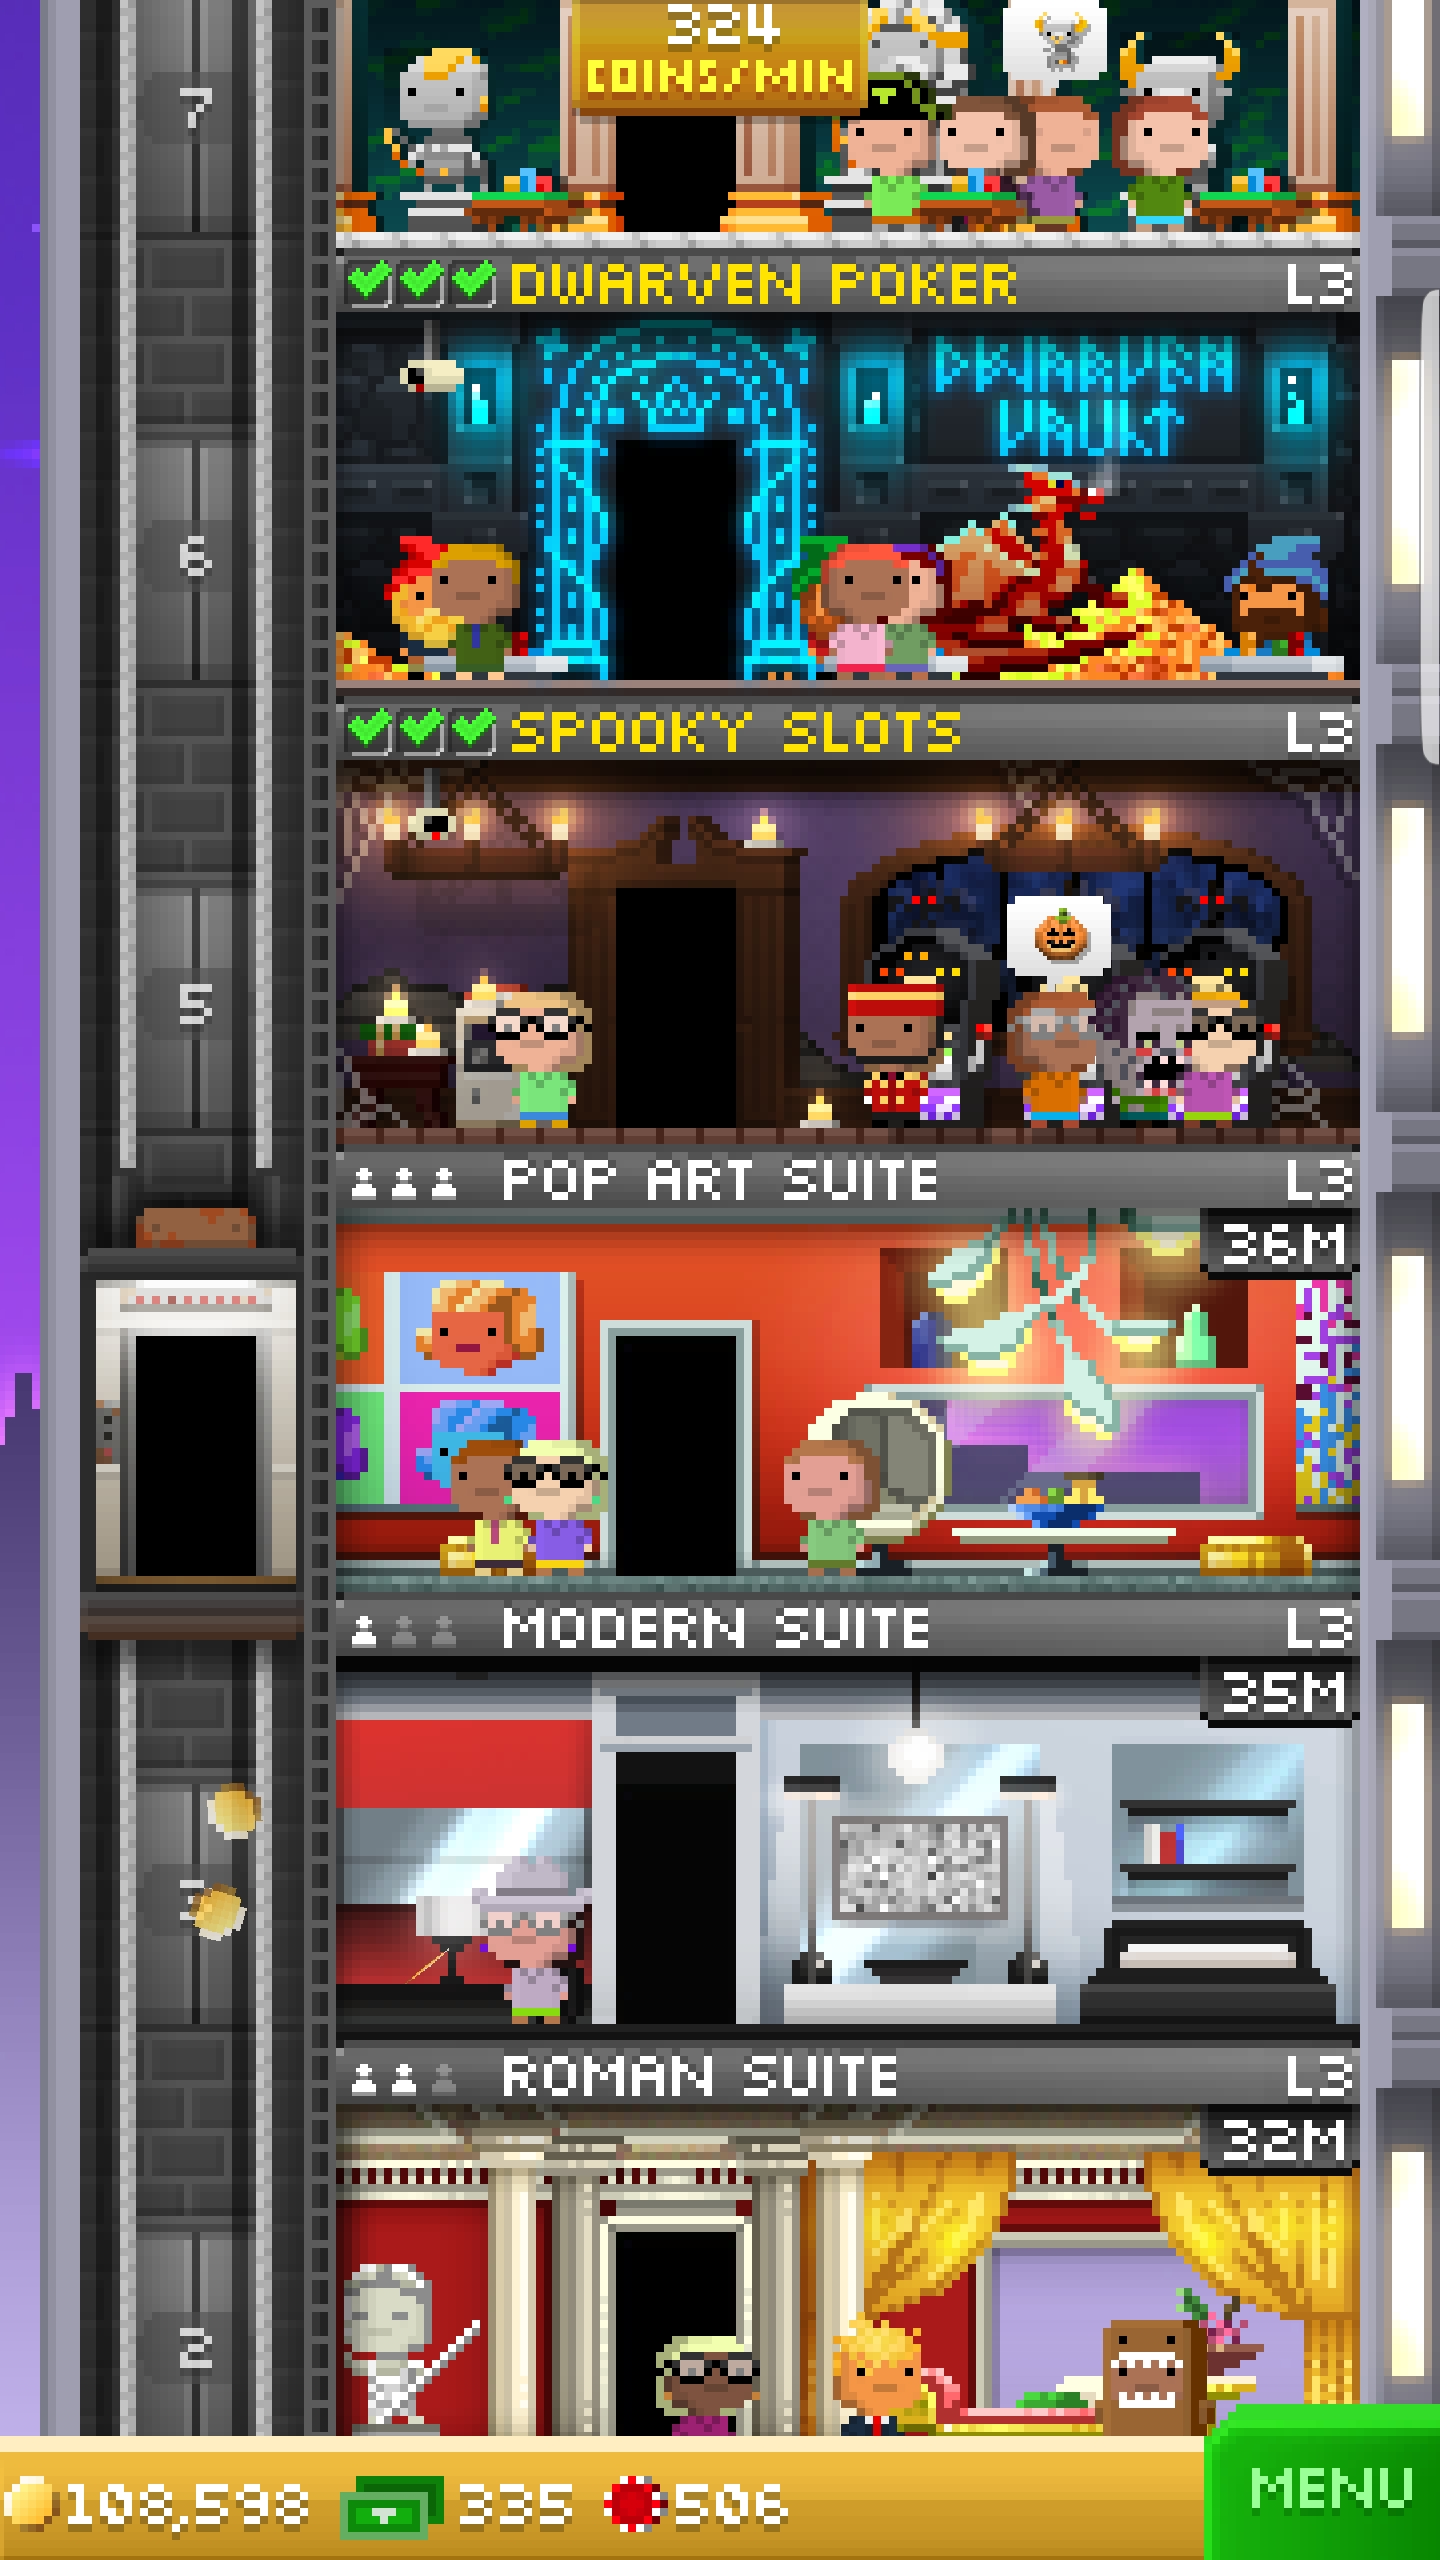 324
COINS/MIN
7
DWARVEN POKER L3
DWARVEN
VAULT
6
SPOOKY SLOTS L3
5
POP ART SUITE L3
36M
MODERN SUITE L3
35M
ROMAN SUITE L3
32M
2
108,598 335 506 MENU